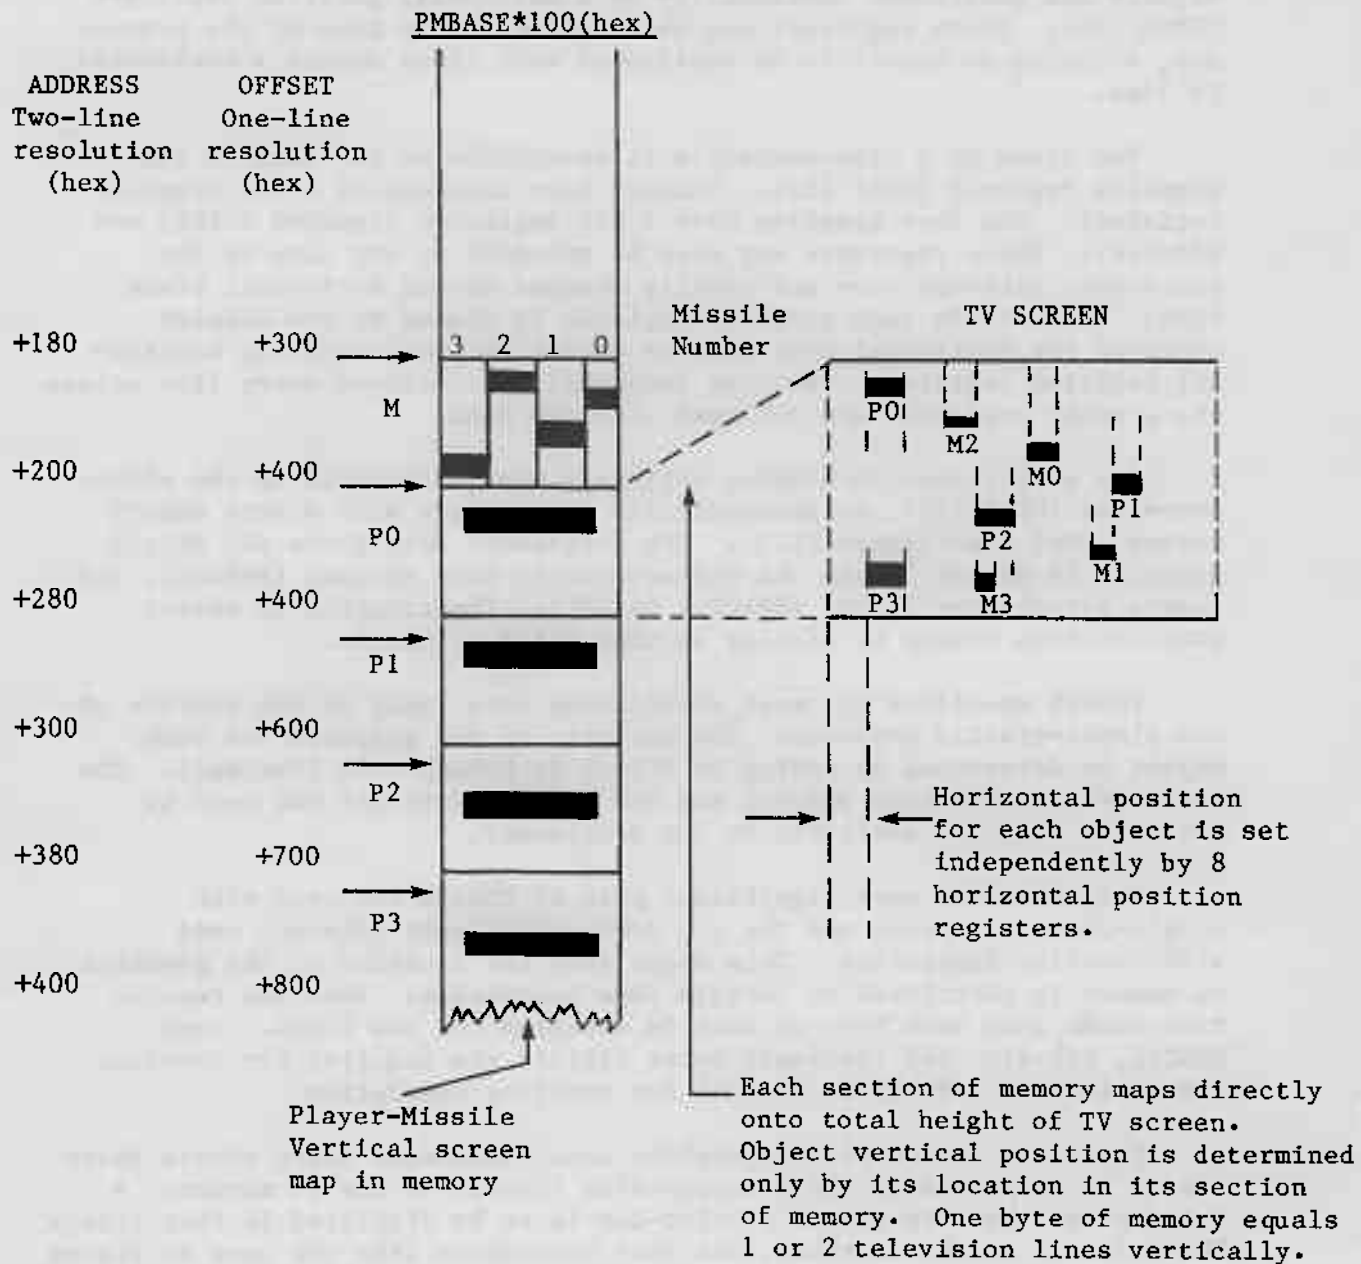 PMBASE*100(hex)
ADDRESS OFFSET
Two-line One-line
resolution resolution
(hex) (hex)
Missile
Number
TV SCREEN
+180 +300
3 2 1 0
M
+200 +400
P0
+280 +400
P1
+300 +600
P2
+380 +700
P3
+400 +800
P0
M2
M0
P1
P2
M1
P3
M3
Horizontal position
for each object is set
independently by 8
horizontal position
registers.
Player-Missile
Vertical screen
map in memory
Each section of memory maps directly
onto total height of TV screen.
Object vertical position is determined
only by its location in its section
of memory. One byte of memory equals
1 or 2 television lines vertically.